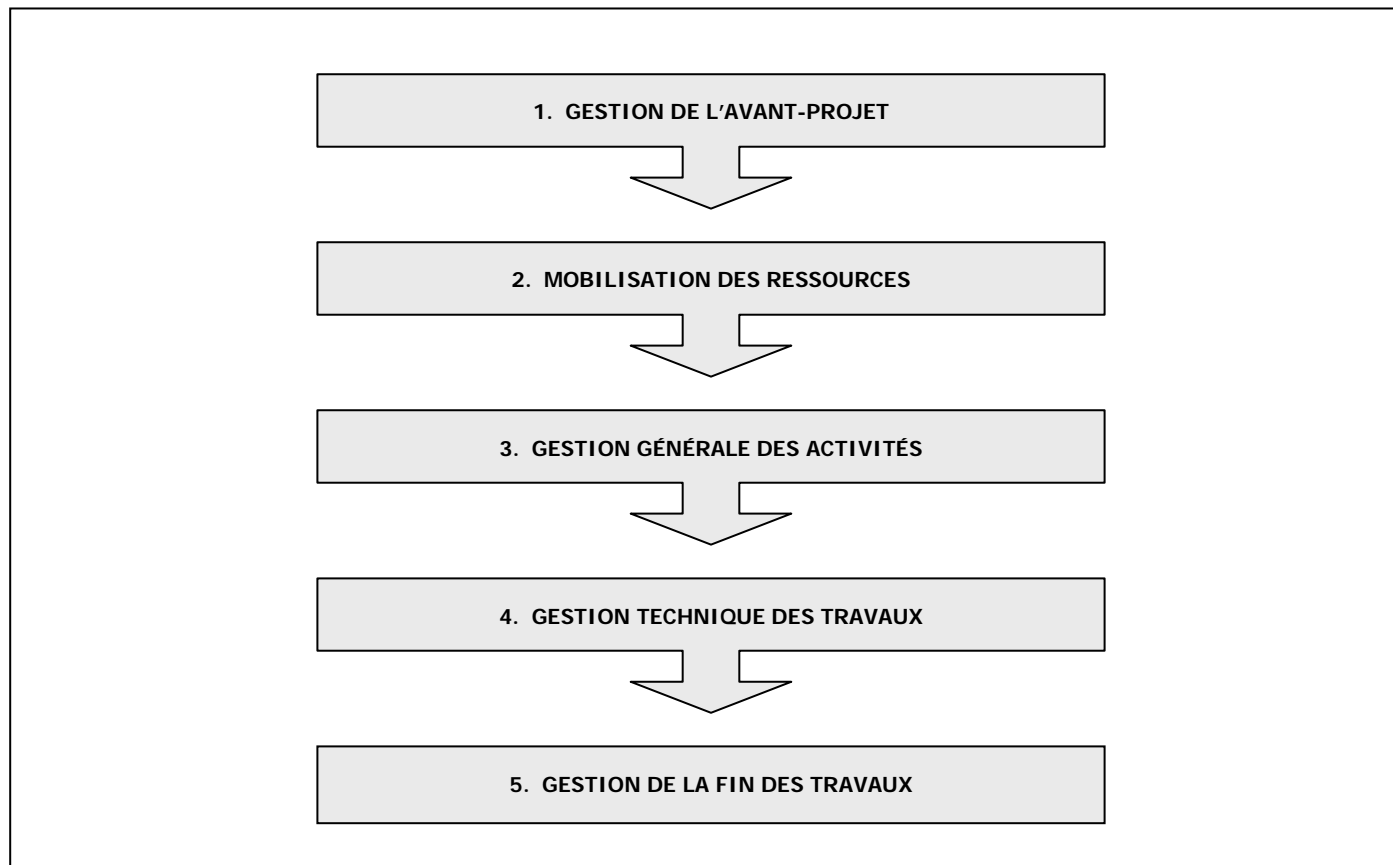 1. GESTION DE L’AVANT-PROJET
2. MOBILISATION DES RESSOURCES
3. GESTION GÉNÉRALE DES ACTIVITÉS
4. GESTION TECHNIQUE DES TRAVAUX
5. GESTION DE LA FIN DES TRAVAUX